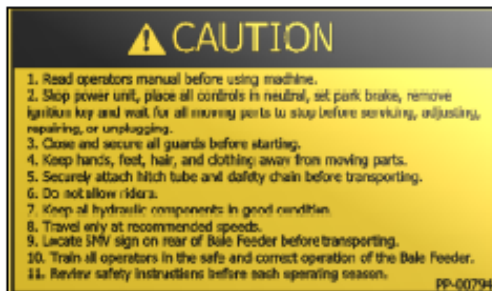 CAUTION
1. Read operators manual before using machine.
2. Stop power unit, place all controls in neutral, set park brake, remove
ignition key and wait for all moving parts to stop before servicing, adjusting,
repairing, or unplugging.
3. Close and secure all guards before starting.
4. Keep hands, feet, hair, and clothing away from moving parts.
5. Securely attach hitch tube and safety chain before transporting.
6. Do not allow riders.
7. Keep all hydraulic components in good condition.
8. Travel only at recommended speeds.
9. Locate SMV sign on rear of Bale Feeder before transporting.
10. Train all operators in the safe and correct operation of the Bale Feeder.
11. Review safety instructions before each operating season.
PP-00794